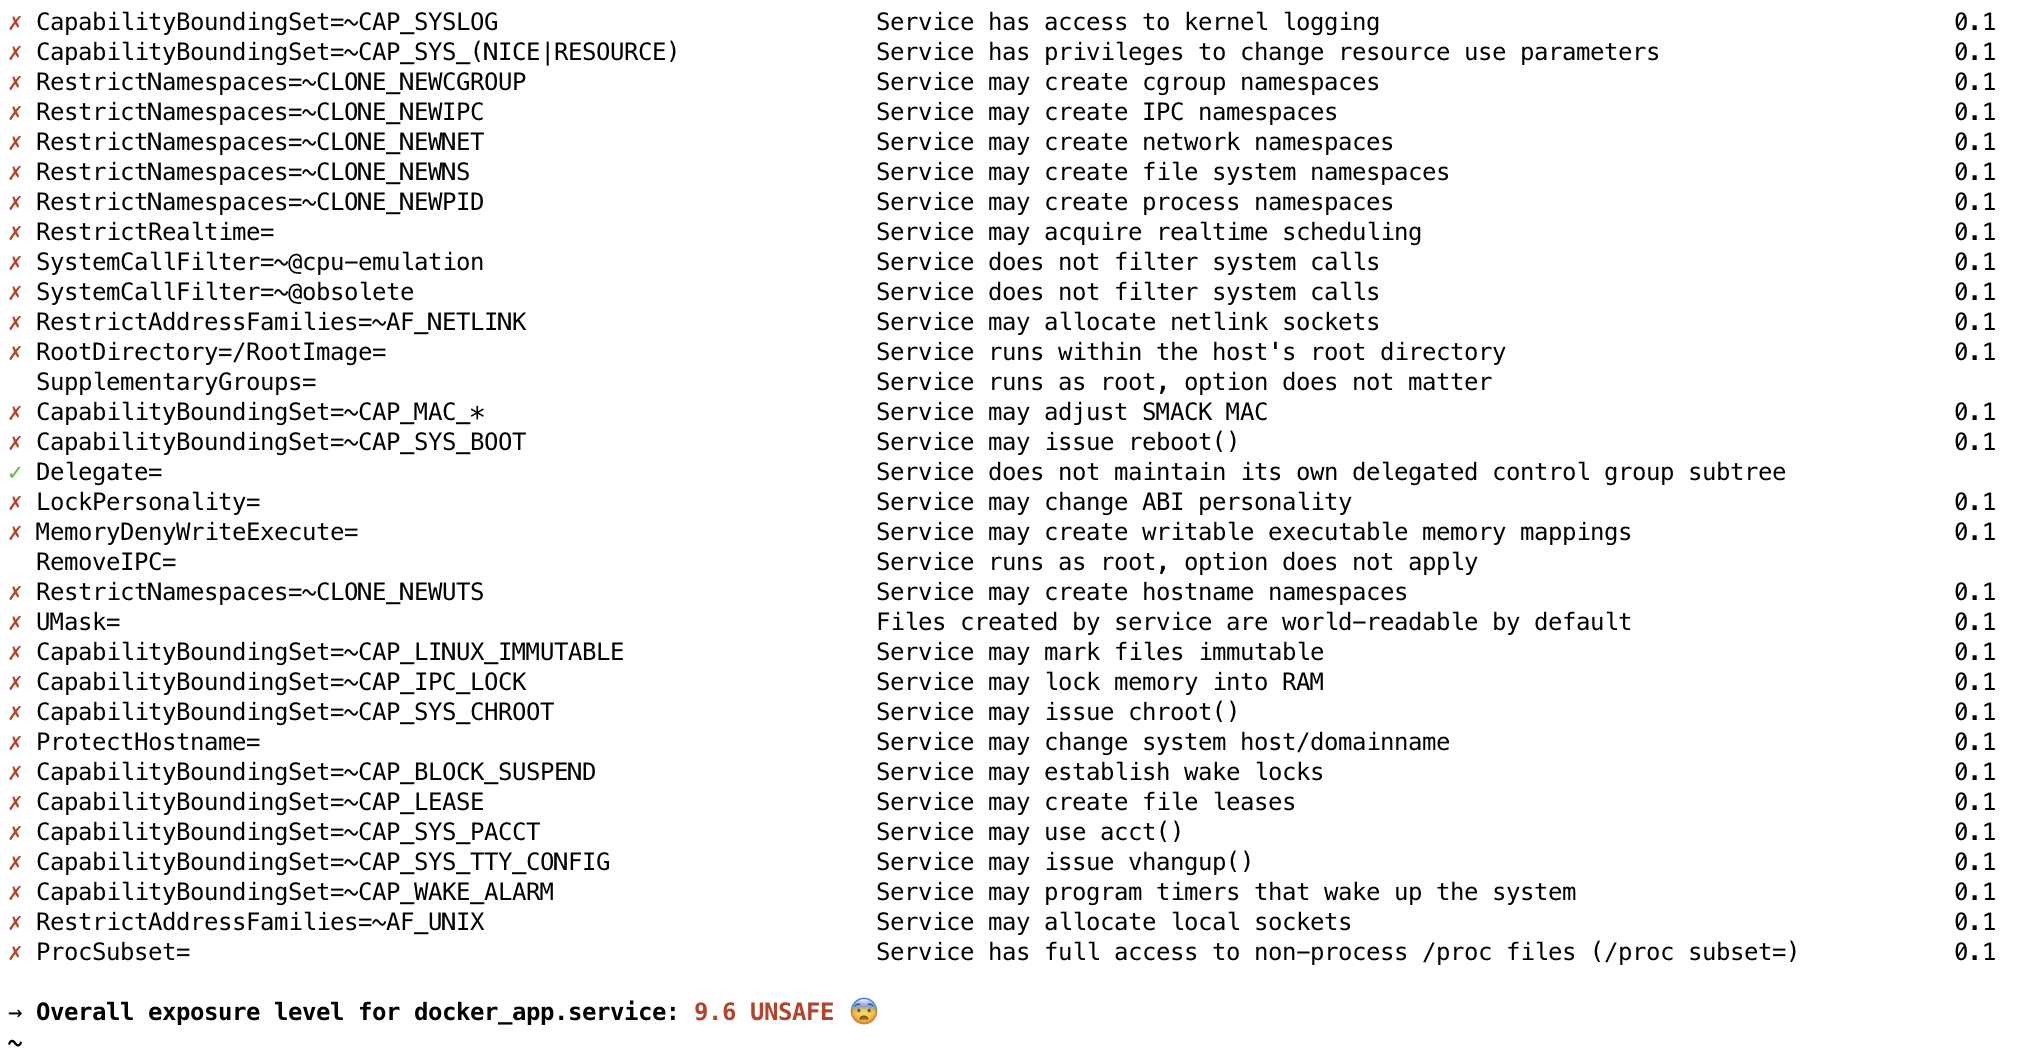 ✗ CapabilityBoundingSet=~CAP_SYSLOG Service has access to kernel logging 0.1
✗ CapabilityBoundingSet=~CAP_SYS_(NICE|RESOURCE) Service has privileges to change resource use parameters 0.1
✗ RestrictNamespaces=~CLONE_NEWCGROUP Service may create cgroup namespaces 0.1
✗ RestrictNamespaces=~CLONE_NEWIPC Service may create IPC namespaces 0.1
✗ RestrictNamespaces=~CLONE_NEWNET Service may create network namespaces 0.1
✗ RestrictNamespaces=~CLONE_NEWNS Service may create file system namespaces 0.1
✗ RestrictNamespaces=~CLONE_NEWPID Service may create process namespaces 0.1
✗ RestrictRealtime= Service may acquire realtime scheduling 0.1
✗ SystemCallFilter=~@cpu-emulation Service does not filter system calls 0.1
✗ SystemCallFilter=~@obsolete Service does not filter system calls 0.1
✗ RestrictAddressFamilies=~AF_NETLINK Service may allocate netlink sockets 0.1
✗ RootDirectory=/RootImage= Service runs within the host's root directory 0.1
SupplementaryGroups= Service runs as root, option does not matter
✗ CapabilityBoundingSet=~CAP_MAC_* Service may adjust SMACK MAC 0.1
✗ CapabilityBoundingSet=~CAP_SYS_BOOT Service may issue reboot() 0.1
✓ Delegate= Service does not maintain its own delegated control group subtree
✗ LockPersonality= Service may change ABI personality 0.1
✗ MemoryDenyWriteExecute= Service may create writable executable memory mappings 0.1
RemoveIPC= Service runs as root, option does not apply
✗ RestrictNamespaces=~CLONE_NEWUTS Service may create hostname namespaces 0.1
✗ UMask= Files created by service are world-readable by default 0.1
✗ CapabilityBoundingSet=~CAP_LINUX_IMMUTABLE Service may mark files immutable 0.1
✗ CapabilityBoundingSet=~CAP_IPC_LOCK Service may lock memory into RAM 0.1
✗ CapabilityBoundingSet=~CAP_SYS_CHROOT Service may issue chroot() 0.1
✗ ProtectHostname= Service may change system host/domainname 0.1
✗ CapabilityBoundingSet=~CAP_BLOCK_SUSPEND Service may establish wake locks 0.1
✗ CapabilityBoundingSet=~CAP_LEASE Service may create file leases 0.1
✗ CapabilityBoundingSet=~CAP_SYS_PACCT Service may use acct() 0.1
✗ CapabilityBoundingSet=~CAP_SYS_TTY_CONFIG Service may issue vhangup() 0.1
✗ CapabilityBoundingSet=~CAP_WAKE_ALARM Service may program timers that wake up the system 0.1
✗ RestrictAddressFamilies=~AF_UNIX Service may allocate local sockets 0.1
✗ ProcSubset= Service has full access to non-process /proc files (/proc subset=) 0.1
→ Overall exposure level for docker_app.service: 9.6 UNSAFE 😨
~